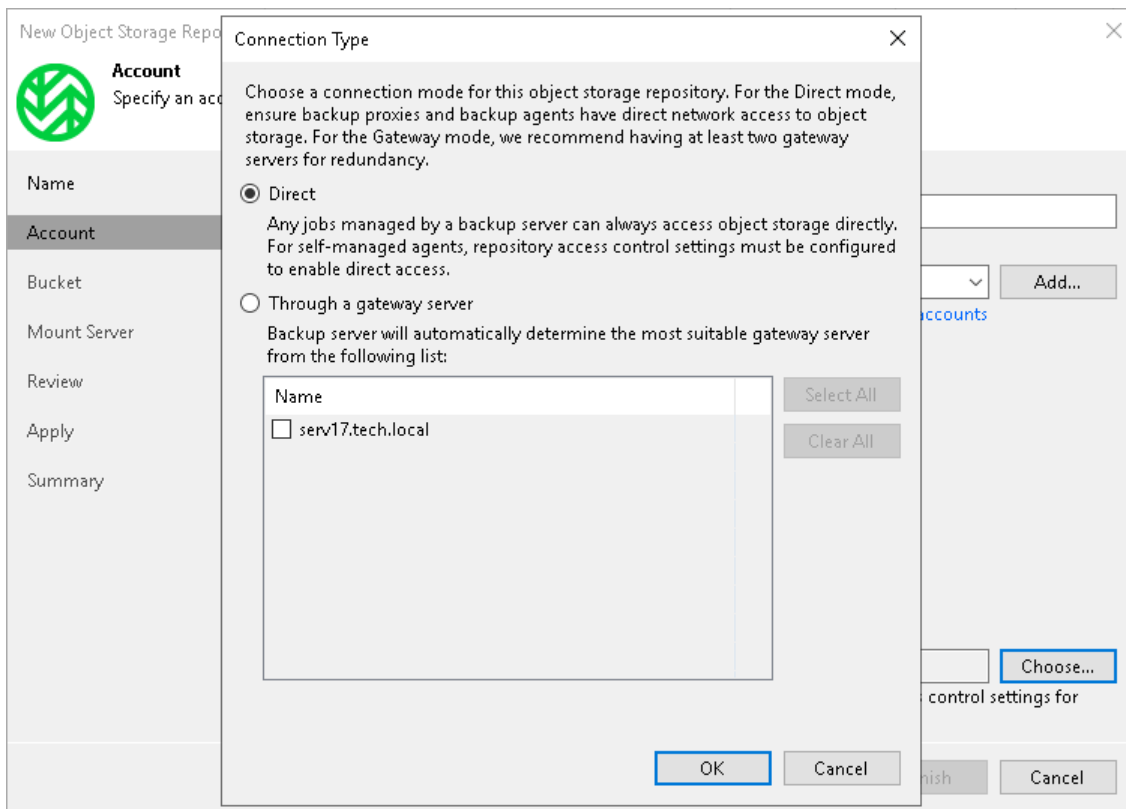 New Object Storage Repo
Account
Specify an acc
Name
Account
Bucket
Mount Server
Review
Apply
Summary
Connection Type
Choose a connection mode for this object storage repository. For the Direct mode,
ensure backup proxies and backup agents have direct network access to object
storage. For the Gateway mode, we recommend having at least two gateway
servers for redundancy.
Direct
Any jobs managed by a backup server can always access object storage directly.
For self-managed agents, repository access control settings must be configured
to enable direct access.
Through a gateway server
Backup server will automatically determine the most suitable gateway server
from the following list:
Name
serv17.tech.local
Select All
Clear All
OK
Cancel
Add...
accounts
Choose...
control settings for
nish
Cancel